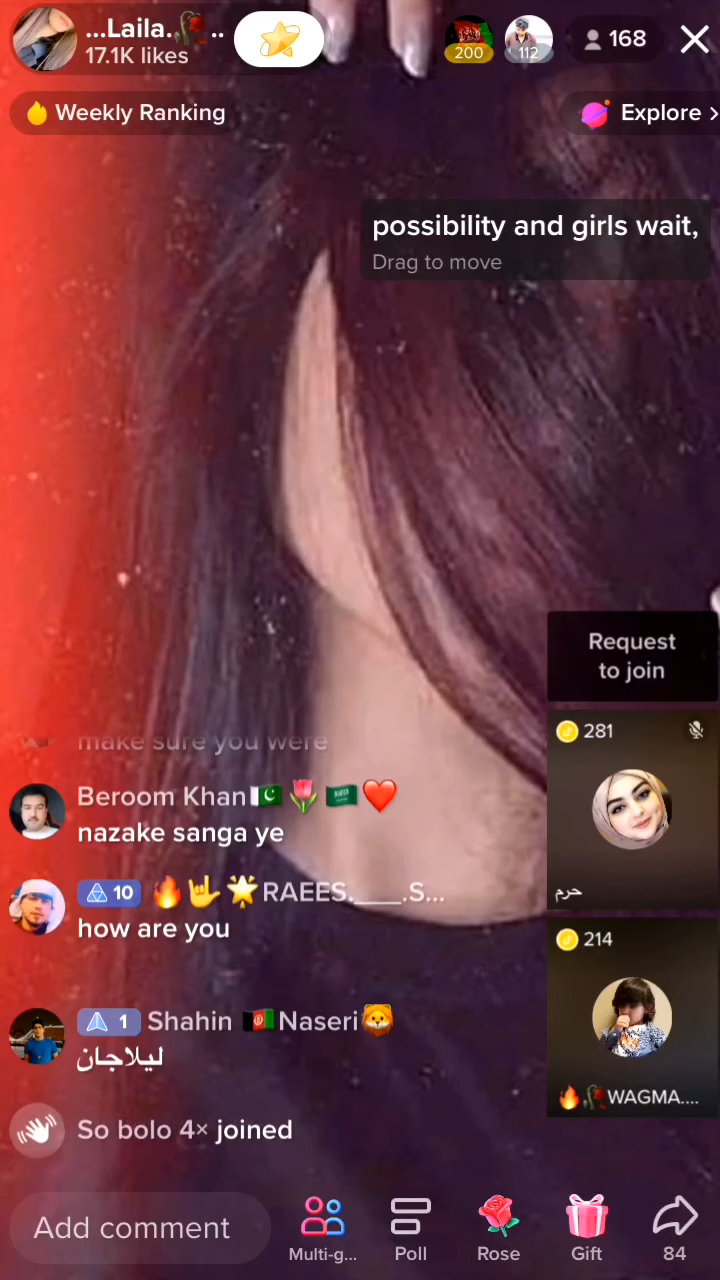 ...Laila.🥀..
17.1K likes
200
112
168
Weekly Ranking
Explore >
possibility and girls wait,
Drag to move
Request
to join
281
حرم
214
🔥🥀WAGMA....
make sure you were
Beroom Khan🇵🇰🌷🇸🇦❤️
nazake sanga ye
10 🔥🤟🌟RAEES.___.S...
how are you
1 Shahin 🇦🇫Naseri🦁
لیلاجان
So bolo 4× joined
Add comment
Multi-g...
Poll
Rose
Gift
84